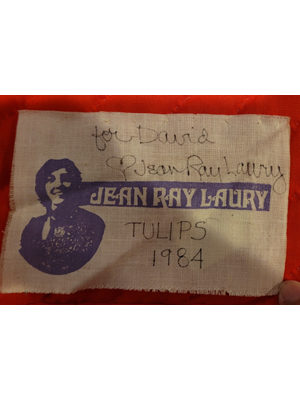 for David
♡ Jean Ray Laury
JEAN RAY LAURY
TULIPS
1984